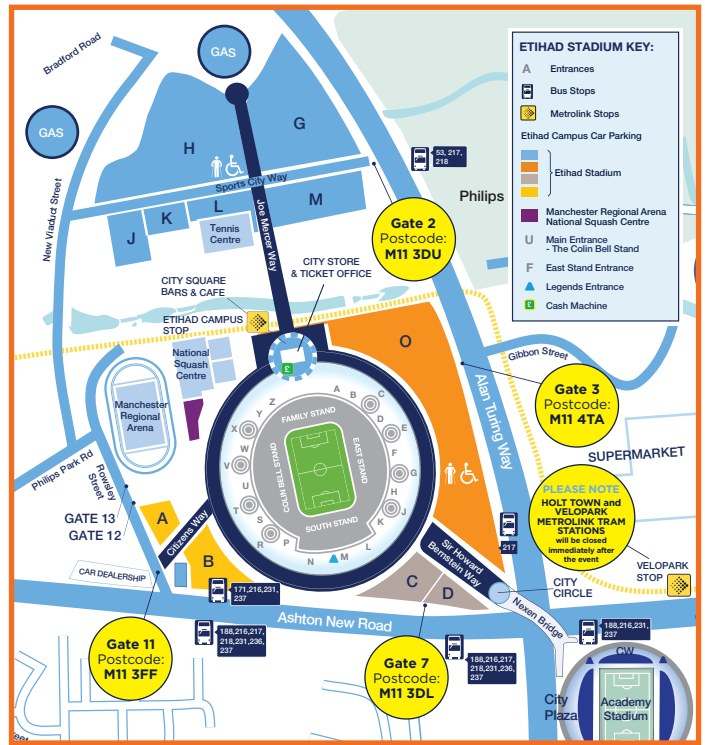 Bradford Road
GAS
GAS
H
G
New Viaduct Street
Sports City Way
J
K
L
M
Tennis
Centre
Joe Mercer Way
53, 217,
218
Philips
Gate 2
Postcode:
M11 3DU
ETIHAD STADIUM KEY:
A Entrances
Bus Stops
Metrolink Stops
Etihad Campus Car Parking
Etihad Stadium
Manchester Regional Arena
National Squash Centre
U Main Entrance
- The Colin Bell Stand
F East Stand Entrance
Legends Entrance
£ Cash Machine
CITY SQUARE
BARS & CAFE
CITY STORE
& TICKET OFFICE
ETIHAD CAMPUS
STOP
National
Squash
Centre
£
O
Gibbon Street
Alan Turing Way
Gate 3
Postcode:
M11 4TA
Manchester
Regional
Arena
A
B
C
D
E
F
G
H
J
K
L
M
N
P
R
S
T
U
V
W
X
Y
Z
FAMILY STAND
EAST STAND
SOUTH STAND
COLIN BELL STAND
SUPERMARKET
Philips Park Rd
Rowsley
Street
GATE 13
GATE 12
A
Citizens Way
B
CAR DEALERSHIP
PLEASE NOTE
HOLT TOWN and
VELOPARK
METROLINK TRAM
STATIONS
will be closed
immediately after
the event
217
VELOPARK
STOP
Sir Howard
Bernstein Way
C
D
CITY
CIRCLE
Nexen Bridge
171,216,231,
237
Ashton New Road
188,216,217,
218,231,236,
237
188,216,217,
218,231,236,
237
188,216,231,
237
Gate 11
Postcode:
M11 3FF
Gate 7
Postcode:
M11 3DL
CW
City
Plaza
Academy
Stadium